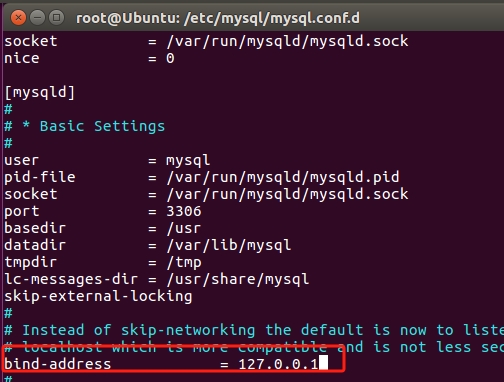 root@Ubuntu: /etc/mysql/mysql.conf.d
socket = /var/run/mysqld/mysqld.sock
nice = 0
[mysqld]
#
# * Basic Settings
#
user = mysql
pid-file = /var/run/mysqld/mysqld.pid
socket = /var/run/mysqld/mysqld.sock
port = 3306
basedir = /usr
datadir = /var/lib/mysql
tmpdir = /tmp
lc-messages-dir = /usr/share/mysql
skip-external-locking
#
# Instead of skip-networking the default is now to liste
# localhost which is more compatible and is not less sec
bind-address = 127.0.0.1
#